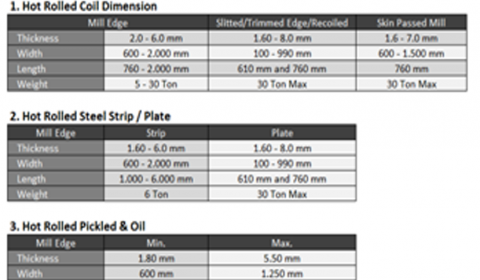 1. Hot Rolled Coil Dimension
Mill Edge Slitted/Trimmed Edge/Recoiled Skin Passed Mill
Thickness 2.0 - 6.0 mm 1.60 - 8.0 mm 1.6 - 7.0 mm
Width 600 - 2.000 mm 100 - 990 mm 600 - 1.500 mm
Length 760 - 2.000 mm 610 mm and 760 mm 760 mm
Weight 5 - 30 Ton 30 Ton Max 30 Ton Max
2. Hot Rolled Steel Strip / Plate
Mill Edge Strip Plate
Thickness 1.60 - 6.0 mm 1.60 - 8.0 mm
Width 600 - 2.000 mm 100 - 990 mm
Length 1.000 - 6.000 mm 610 mm and 760 mm
Weight 6 Ton 30 Ton Max
3. Hot Rolled Pickled & Oil
Mill Edge Min. Max.
Thickness 1.80 mm 5.50 mm
Width 600 mm 1.250 mm